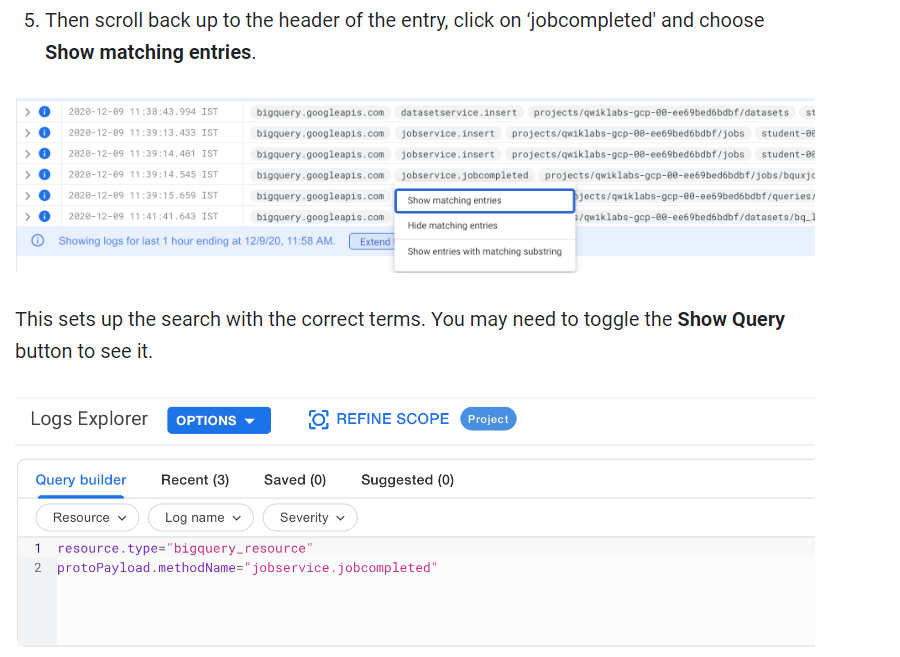 5. Then scroll back up to the header of the entry, click on ‘jobcompleted' and choose
Show matching entries.
2020-12-09 11:38:43.994 IST bigquery.googleapis.com datasetservice.insert projects/qwiklabs-gcp-00-ee69bed6bdbf/datasets st
2020-12-09 11:39:13.433 IST bigquery.googleapis.com jobservice.insert projects/qwiklabs-gcp-00-ee69bed6bdbf/jobs student-00
2020-12-09 11:39:14.401 IST bigquery.googleapis.com jobservice.insert projects/qwiklabs-gcp-00-ee69bed6bdbf/jobs student-00
2020-12-09 11:39:14.545 IST bigquery.googleapis.com jobservice.jobcompleted projects/qwiklabs-gcp-00-ee69bed6bdbf/jobs/bquxjo
2020-12-09 11:39:15.659 IST bigquery.googleapis.com Show matching entries jects/qwiklabs-gcp-00-ee69bed6bdbf/queries/
2020-12-09 11:41:41.643 IST bigquery.googleapis.com Hide matching entries /qwiklabs-gcp-00-ee69bed6bdbf/datasets/bq_l
Showing logs for last 1 hour ending at 12/9/20, 11:58 AM. Extend Show entries with matching substring
This sets up the search with the correct terms. You may need to toggle the Show Query
button to see it.
Logs Explorer OPTIONS REFINE SCOPE Project
Query builder Recent (3) Saved (0) Suggested (0)
Resource Log name Severity
1 resource.type="bigquery_resource"
2 protoPayload.methodName="jobservice.jobcompleted"